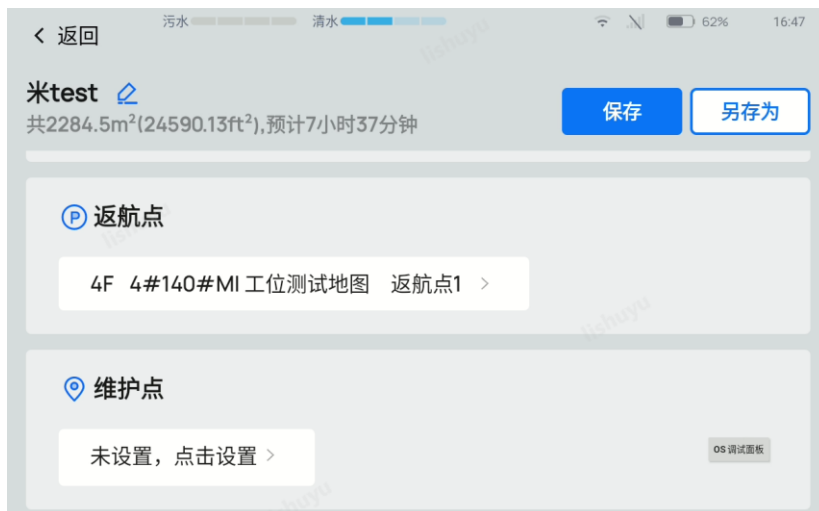 污水 清水 62% 16:47
返回
米test
共2284.5m²(24590.13ft²),预计7小时37分钟
保存 另存为
返航点
4F 4#140#MI 工位测试地图 返航点1
维护点
未设置，点击设置
OS 调试面板
lishuyu
lishuyu